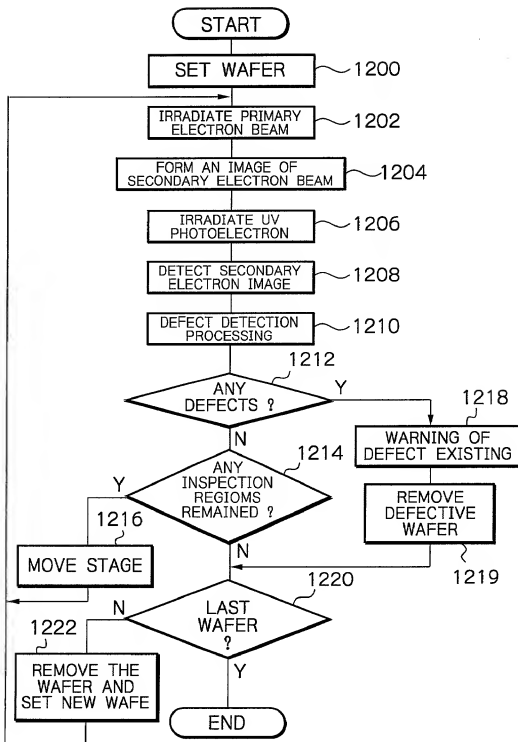 START
SET WAFER
1200
IRRADIATE PRIMARY
ELECTRON BEAM
1202
FORM AN IMAGE OF
SECONDARY ELECTRON BEAM
1204
IRRADIATE UV
PHOTOELECTRON
1206
DETECT SECONDARY
ELECTRON IMAGE
1208
DEFECT DETECTION
PROCESSING
1210
1212
ANY
DEFECTS ?
Y
N
1218
WARNING OF
DEFECT EXISTING
1214
ANY
INSPECTION
REGIOMS
REMAINED ?
Y
N
1216
MOVE STAGE
REMOVE
DEFECTIVE
WAFER
1219
1220
LAST
WAFER
?
N
Y
1222
REMOVE THE
WAFER AND
SET NEW WAFE
END